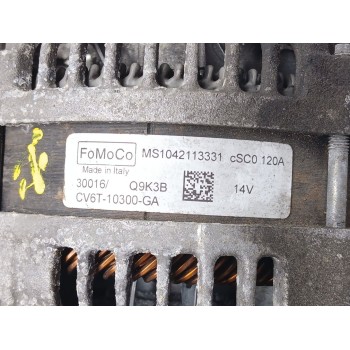 FoMoCo MS1042113331 cSC0 120A
Made in Italy
30016/ Q9K3B 14V
CV6T-10300-GA